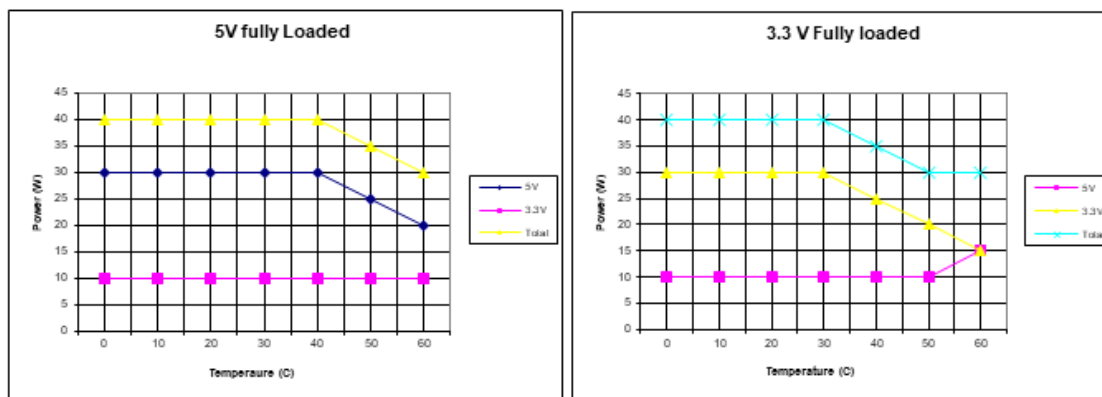 5V fully Loaded
45
40
35
30
25
20
15
10
5
0
Power (W)
0 10 20 30 40 50 60
Temperaure (C)
5V
3.3V
Total
3.3 V Fully loaded
45
40
35
30
25
20
15
10
5
0
Power (W)
0 10 20 30 40 50 60
Temperature (C)
5V
3.3V
Total